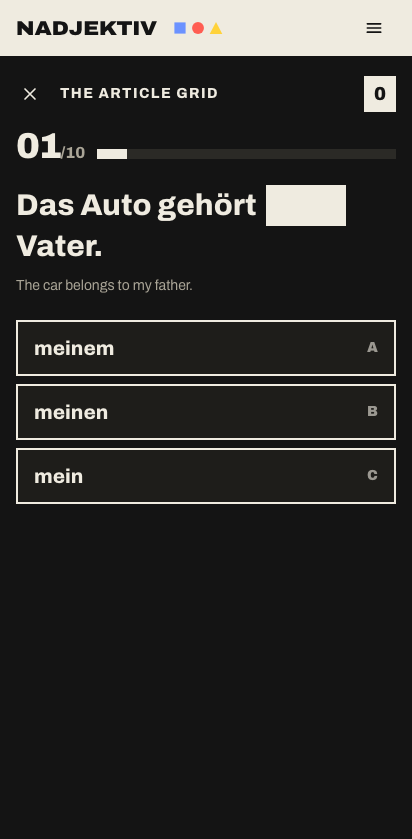 NADJEKTIV
THE ARTICLE GRID
0
01/10
Das Auto gehört
Vater.
The car belongs to my father.
meinem A
meinen B
mein C